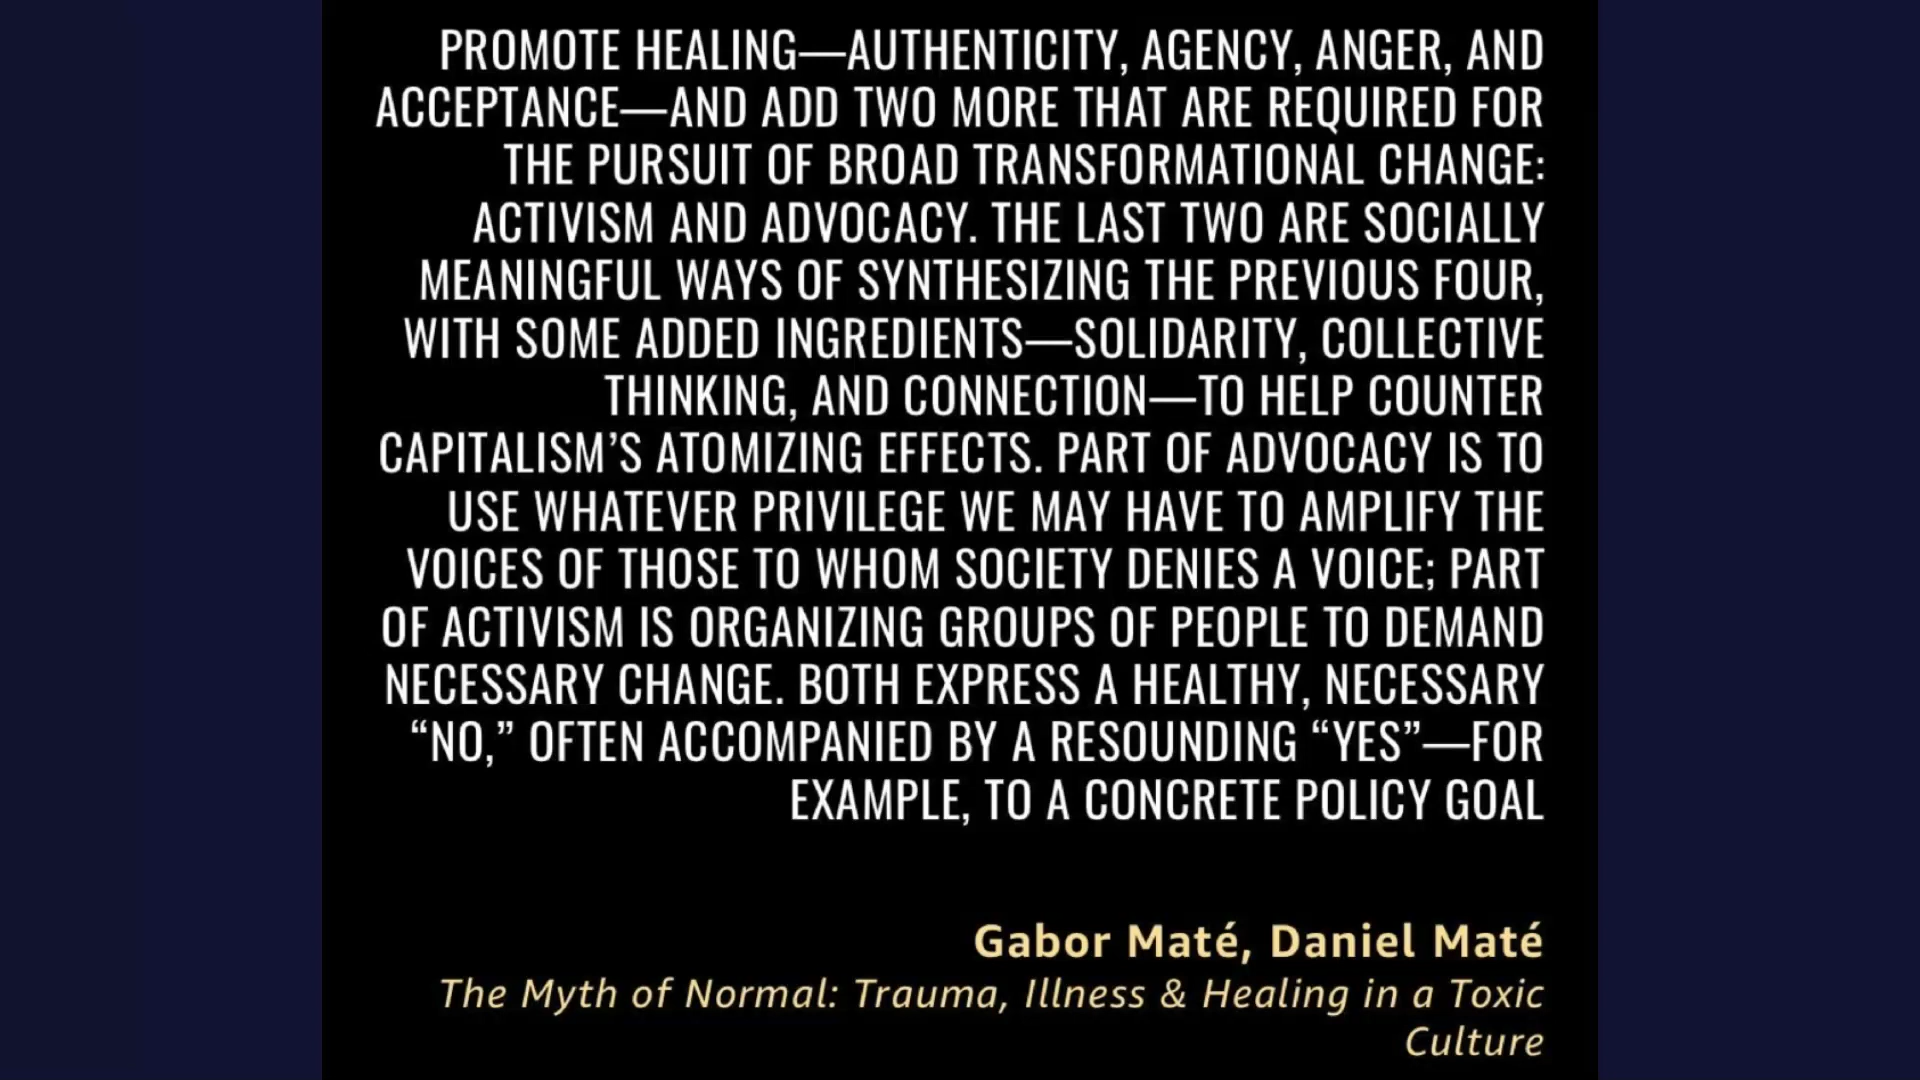 PROMOTE HEALING—AUTHENTICITY, AGENCY, ANGER, AND
ACCEPTANCE—AND ADD TWO MORE THAT ARE REQUIRED FOR
THE PURSUIT OF BROAD TRANSFORMATIONAL CHANGE:
ACTIVISM AND ADVOCACY. THE LAST TWO ARE SOCIALLY
MEANINGFUL WAYS OF SYNTHESIZING THE PREVIOUS FOUR,
WITH SOME ADDED INGREDIENTS—SOLIDARITY, COLLECTIVE
THINKING, AND CONNECTION—TO HELP COUNTER
CAPITALISM’S ATOMIZING EFFECTS. PART OF ADVOCACY IS TO
USE WHATEVER PRIVILEGE WE MAY HAVE TO AMPLIFY THE
VOICES OF THOSE TO WHOM SOCIETY DENIES A VOICE; PART
OF ACTIVISM IS ORGANIZING GROUPS OF PEOPLE TO DEMAND
NECESSARY CHANGE. BOTH EXPRESS A HEALTHY, NECESSARY
“NO,” OFTEN ACCOMPANIED BY A RESOUNDING “YES”—FOR
EXAMPLE, TO A CONCRETE POLICY GOAL
Gabor Maté, Daniel Maté
The Myth of Normal: Trauma, Illness & Healing in a Toxic
Culture